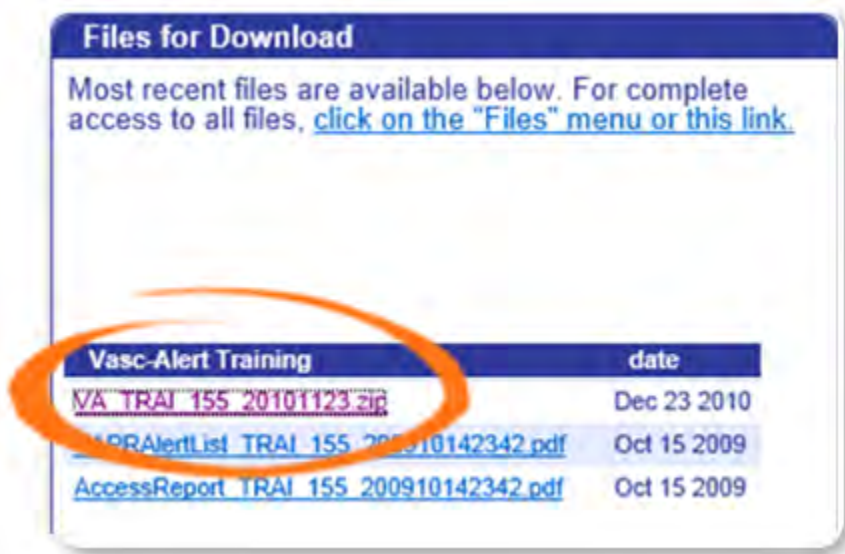 Files for Download
Most recent files are available below. For complete
access to all files, click on the "Files" menu or this link.
Vasc-Alert Training date
VA_TRAI_155_20101123.zip Dec 23 2010
TRAI_155_200910142342.pdf Oct 15 2009
AccessReport_TRAI_155_200910142342.pdf Oct 15 2009